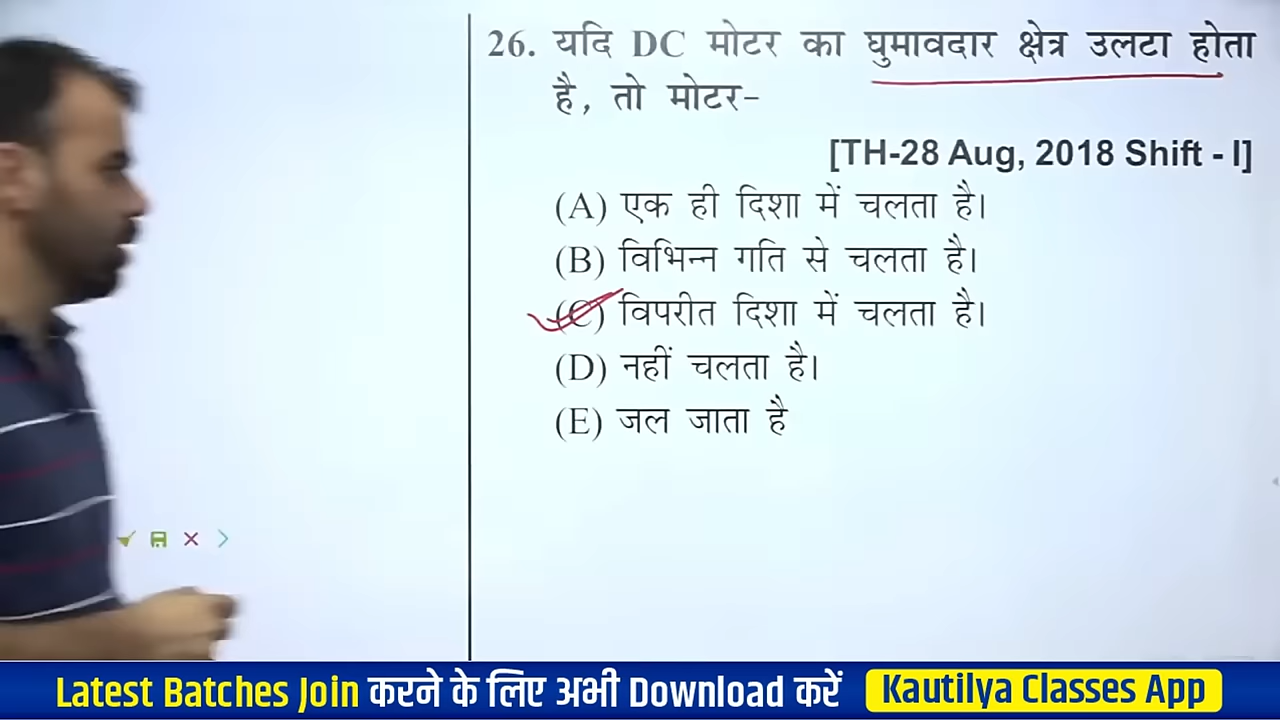 26. यदि DC मोटर का घुमावदार क्षेत्र उलटा होता
है, तो मोटर-
[TH-28 Aug, 2018 Shift - I]
(A) एक ही दिशा में चलता है।
(B) विभिन्न गति से चलता है।
(C) विपरीत दिशा में चलता है।
(D) नहीं चलता है।
(E) जल जाता है
Latest Batches Join करने के लिए अभी Download करें Kautilya Classes App